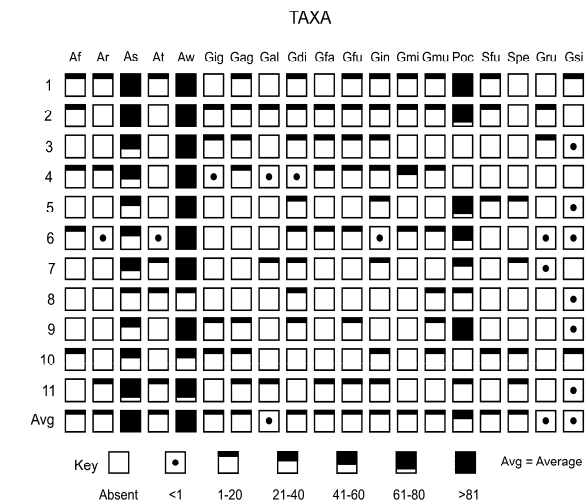 TAXA
Af Ar As At Aw Gig Gag Gal Gdi Gfa Gfu Gin Gmi Gmu Poc Sfu Spe Gru Gsi
1
2
3
4
5
6
7
8
9
10
11
Avg
Key
Avg = Average
Absent <1 1-20 21-40 41-60 61-80 >81